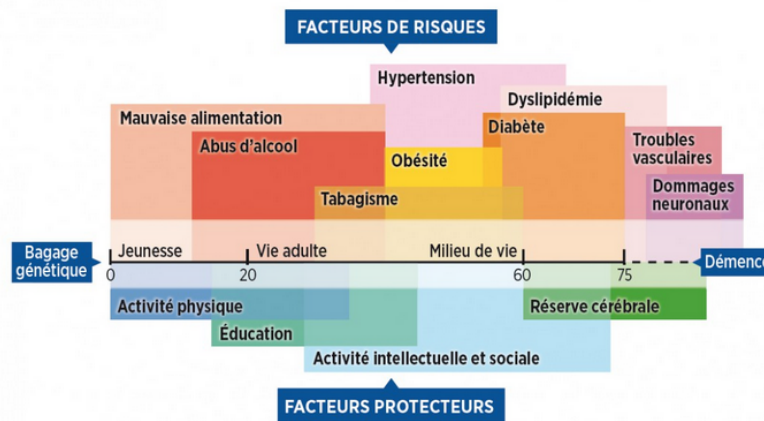 FACTEURS DE RISQUES
Hypertension
Dyslipidémie
Mauvaise alimentation
Diabète
Abus d'alcool
Troubles
vasculaires
Obésité
Dommages
neuronaux
Tabagisme
Bagage
génétique
Jeunesse
Vie adulte
Milieu de vie
Démence
0
20
60
75
Activité physique
Réserve cérébrale
Éducation
Activité intellectuelle et sociale
FACTEURS PROTECTEURS